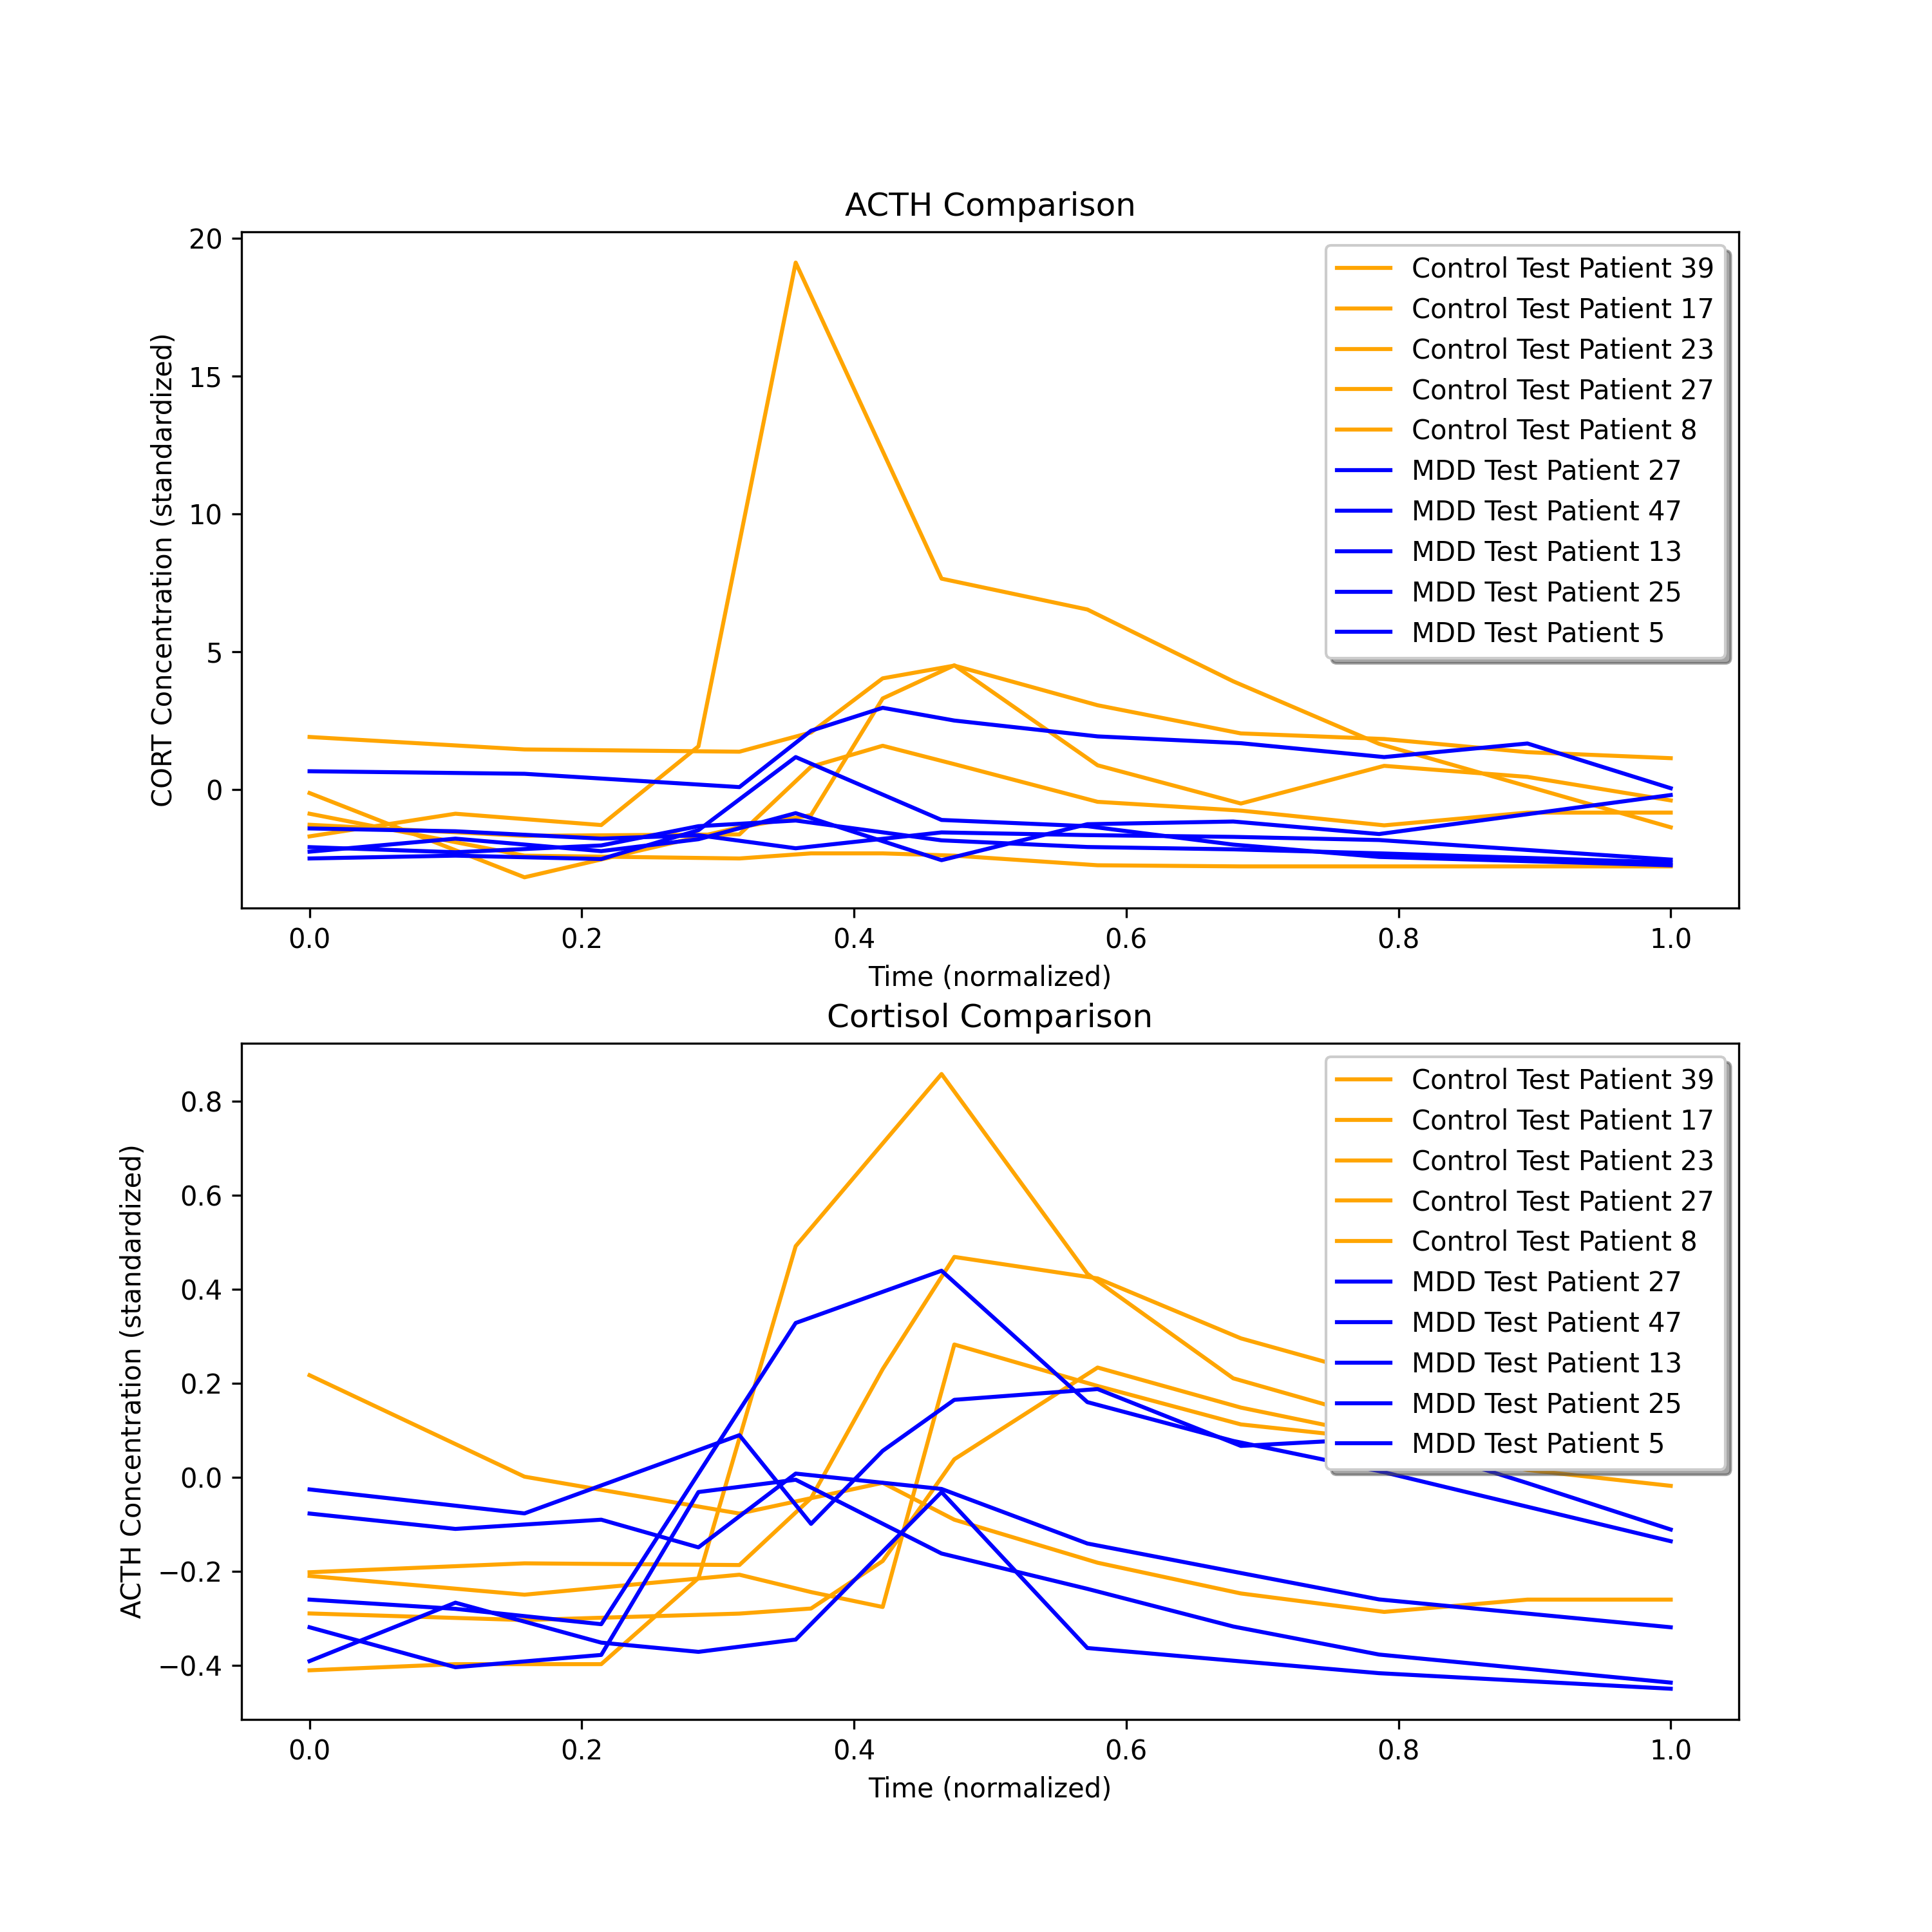 ACTH Comparison
CORT Concentration (standardized)
20
15
10
5
0
Control Test Patient 39
Control Test Patient 17
Control Test Patient 23
Control Test Patient 27
Control Test Patient 8
MDD Test Patient 27
MDD Test Patient 47
MDD Test Patient 13
MDD Test Patient 25
MDD Test Patient 5
0.0 0.2 0.4 0.6 0.8 1.0
Time (normalized)
Cortisol Comparison
ACTH Concentration (standardized)
0.8
0.6
0.4
0.2
0.0
−0.2
−0.4
Control Test Patient 39
Control Test Patient 17
Control Test Patient 23
Control Test Patient 27
Control Test Patient 8
MDD Test Patient 27
MDD Test Patient 47
MDD Test Patient 13
MDD Test Patient 25
MDD Test Patient 5
0.0 0.2 0.4 0.6 0.8 1.0
Time (normalized)